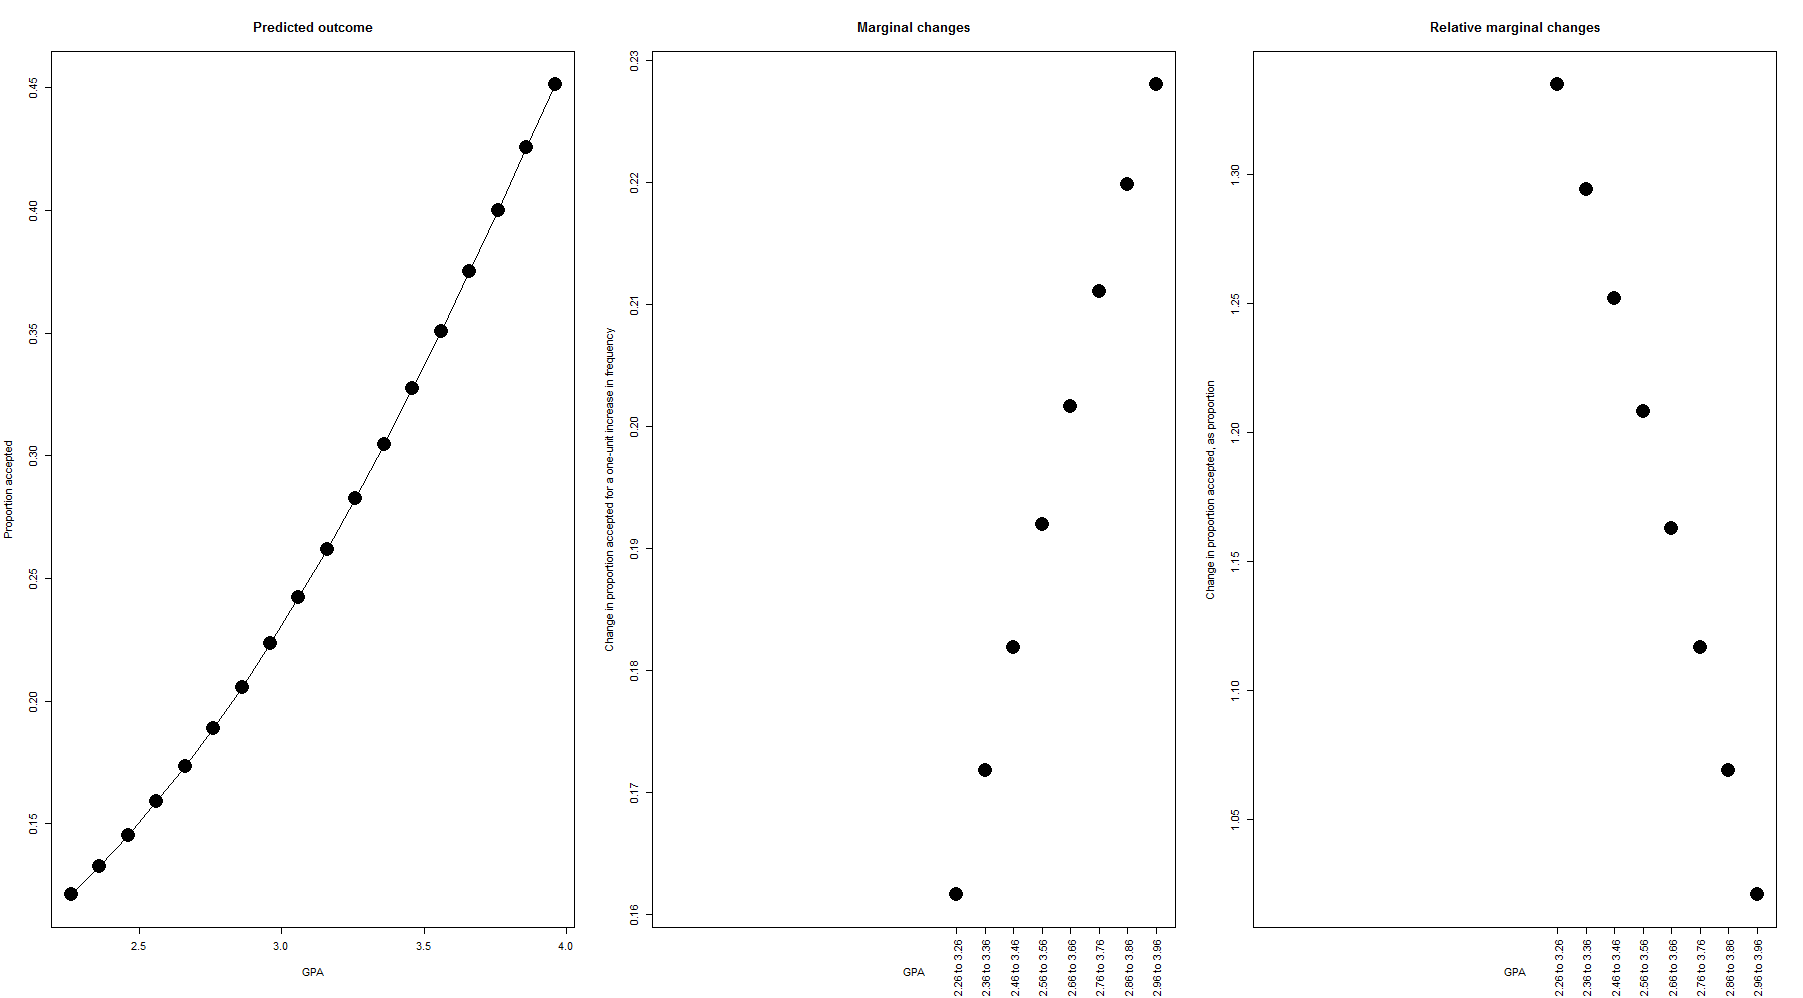 Predicted outcome
Proportion accepted
0.45
0.40
0.35
0.30
0.25
0.20
0.15
2.5 3.0 3.5 4.0
GPA
Marginal changes
Change in proportion accepted for a one-unit increase in frequency
0.23
0.22
0.21
0.20
0.19
0.18
0.17
0.16
2.26 to 3.26
2.36 to 3.36
2.46 to 3.46
2.56 to 3.56
2.66 to 3.66
2.76 to 3.76
2.86 to 3.86
2.96 to 3.96
GPA
Relative marginal changes
Change in proportion accepted, as proportion
1.30
1.25
1.20
1.15
1.10
1.05
2.26 to 3.26
2.36 to 3.36
2.46 to 3.46
2.56 to 3.56
2.66 to 3.66
2.76 to 3.76
2.86 to 3.86
2.96 to 3.96
GPA